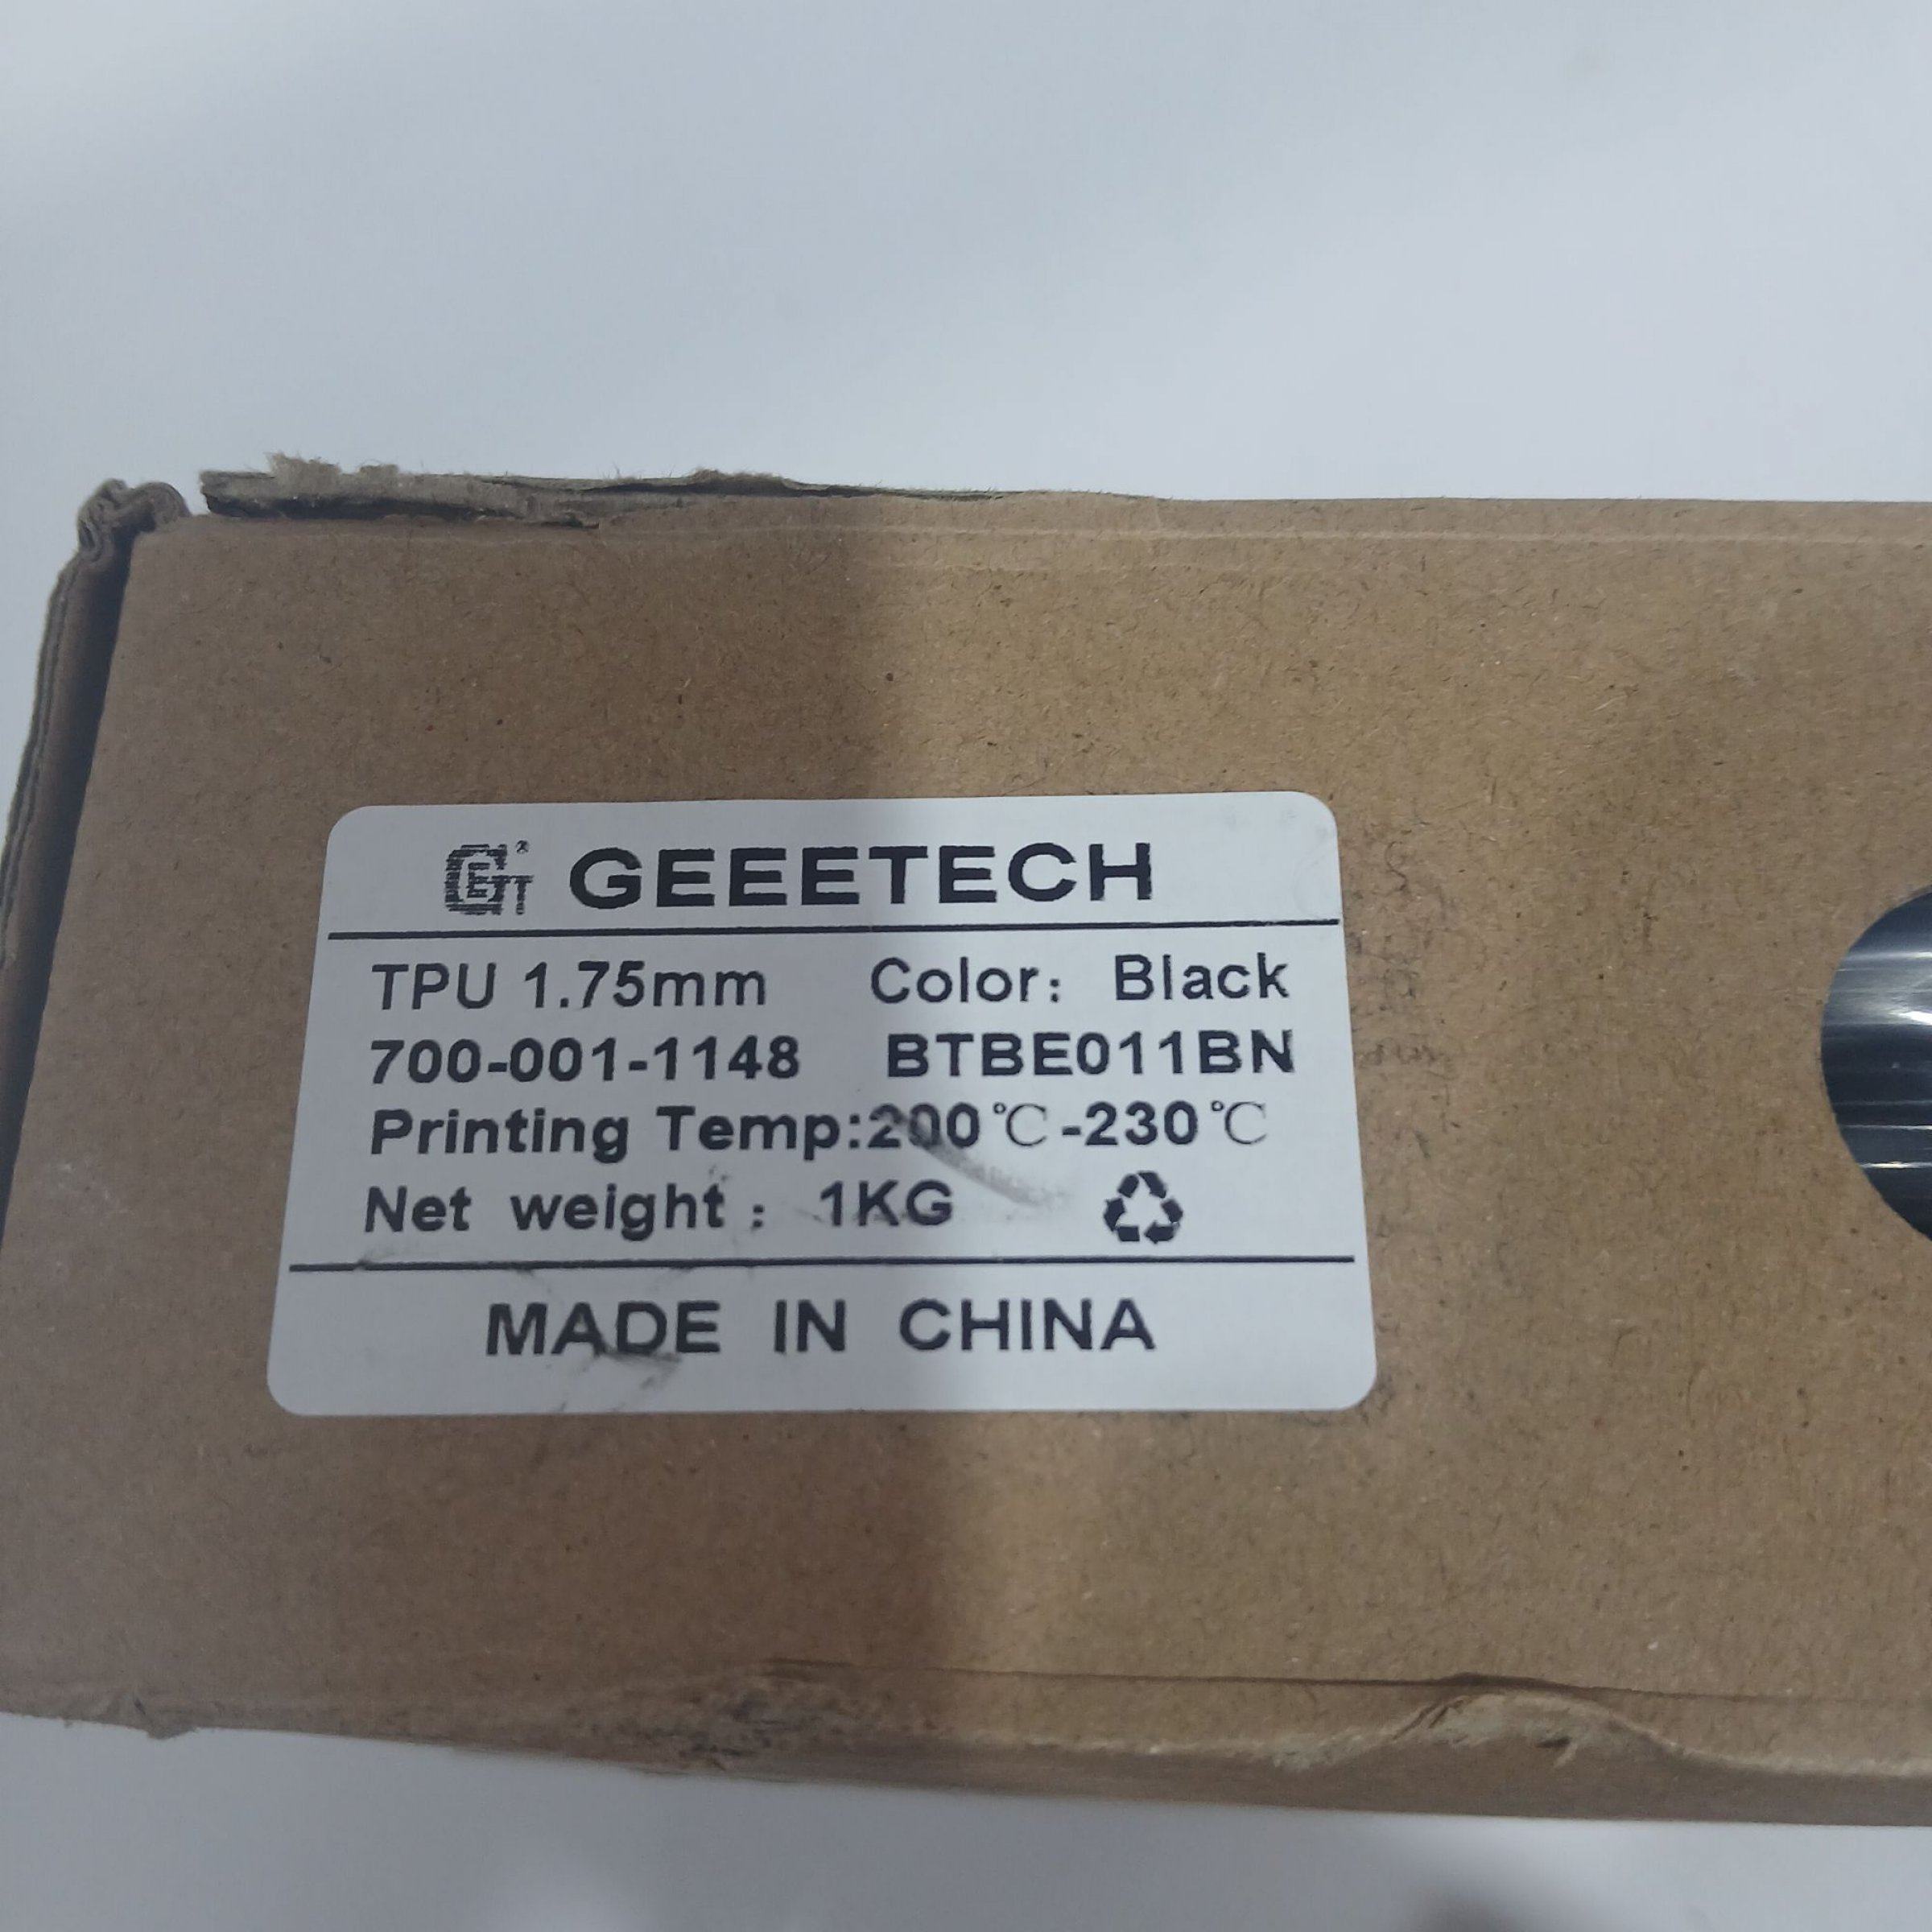 GEEETECH
TPU 1.75mm Color: Black
700-001-1148 BTBE011BN
Printing Temp:200℃-230℃
Net weight: 1KG
MADE IN CHINA